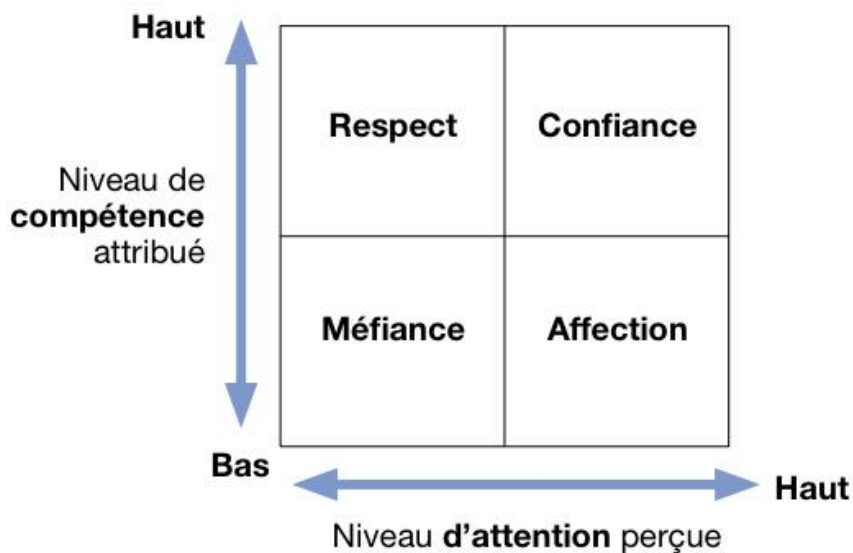 Haut
Respect
Confiance
Niveau de
compétence
attribué
Méfiance
Affection
Bas
Haut
Niveau d'attention perçue